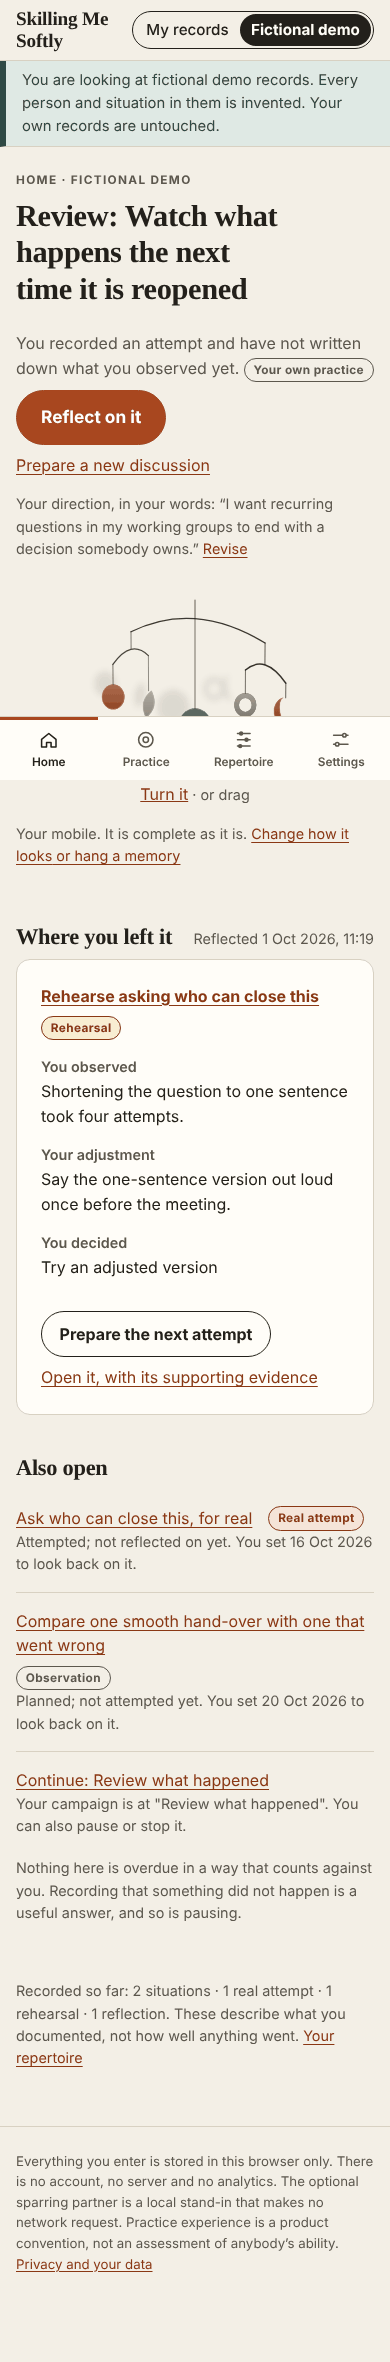 Skilling Me
Softly
My records
Fictional demo
You are looking at fictional demo records. Every
person and situation in them is invented. Your
own records are untouched.
HOME · FICTIONAL DEMO
Review: Watch what
happens the next
time it is reopened
You recorded an attempt and have not written
down what you observed yet. Your own practice
Reflect on it
Prepare a new discussion
Your direction, in your words: “I want recurring
questions in my working groups to end with a
decision somebody owns.” Revise
Home
Practice
Repertoire
Settings
Turn it · or drag
Your mobile. It is complete as it is. Change how it
looks or hang a memory
Where you left it
Reflected 1 Oct 2026, 11:19
Rehearse asking who can close this
Rehearsal
You observed
Shortening the question to one sentence
took four attempts.
Your adjustment
Say the one-sentence version out loud
once before the meeting.
You decided
Try an adjusted version
Prepare the next attempt
Open it, with its supporting evidence
Also open
Ask who can close this, for real Real attempt
Attempted; not reflected on yet. You set 16 Oct 2026
to look back on it.
Compare one smooth hand-over with one that
went wrong
Observation
Planned; not attempted yet. You set 20 Oct 2026 to
look back on it.
Continue: Review what happened
Your campaign is at "Review what happened". You
can also pause or stop it.
Nothing here is overdue in a way that counts against
you. Recording that something did not happen is a
useful answer, and so is pausing.
Recorded so far: 2 situations · 1 real attempt · 1
rehearsal · 1 reflection. These describe what you
documented, not how well anything went. Your
repertoire
Everything you enter is stored in this browser only. There
is no account, no server and no analytics. The optional
sparring partner is a local stand-in that makes no
network request. Practice experience is a product
convention, not an assessment of anybody’s ability.
Privacy and your data